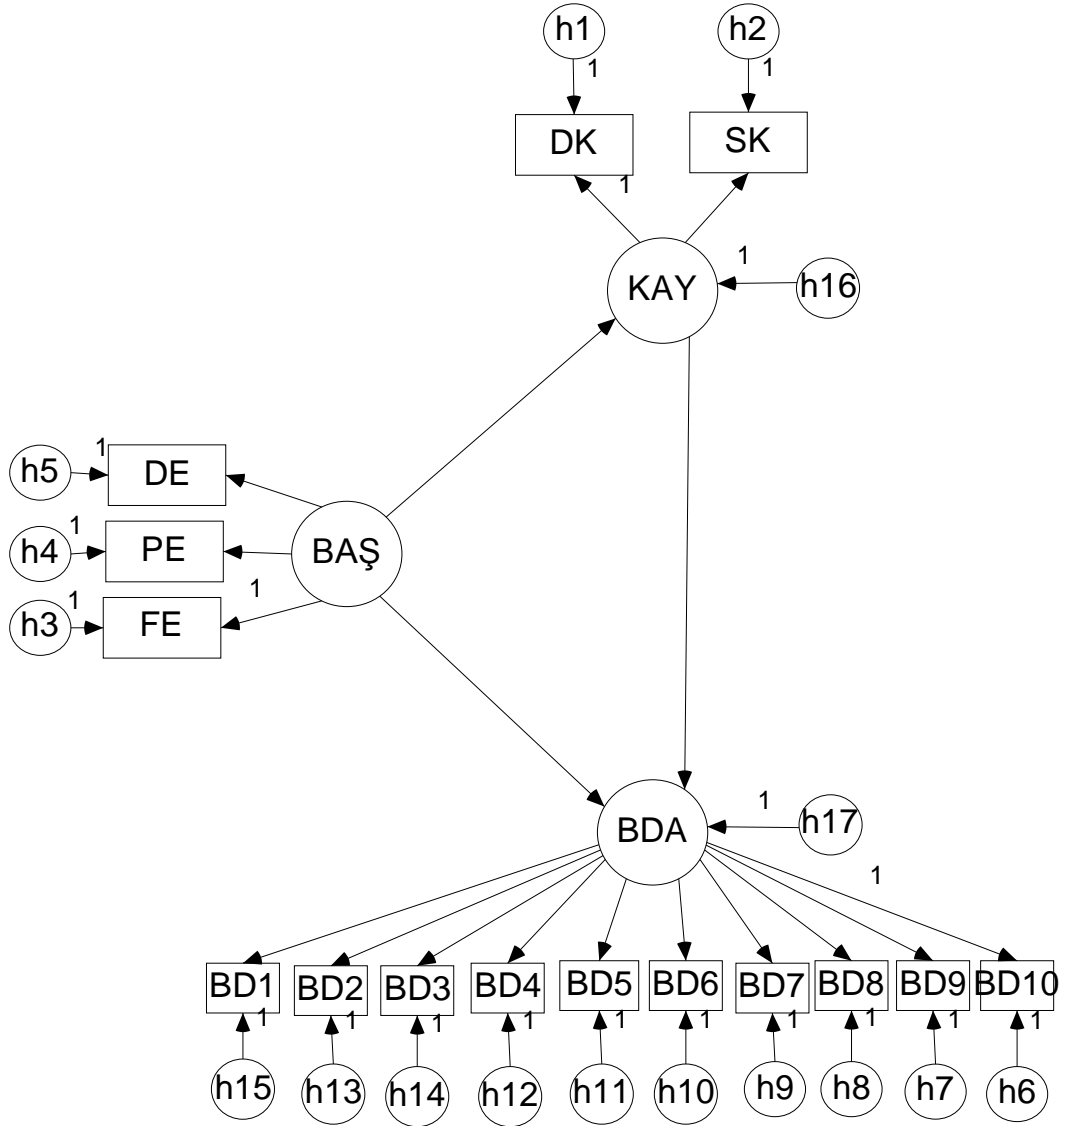 h1 h2
1 1
DK SK
1
KAY
1
h16
h5 1 DE
h4 1 PE
BAŞ
h3 1 FE
1
BDA
1
h17
1
BD1 BD2 BD3 BD4 BD5 BD6 BD7 BD8 BD9 BD10
1 1 1 1 1 1 1 1 1 1
h15 h13 h14 h12 h11 h10 h9 h8 h7 h6